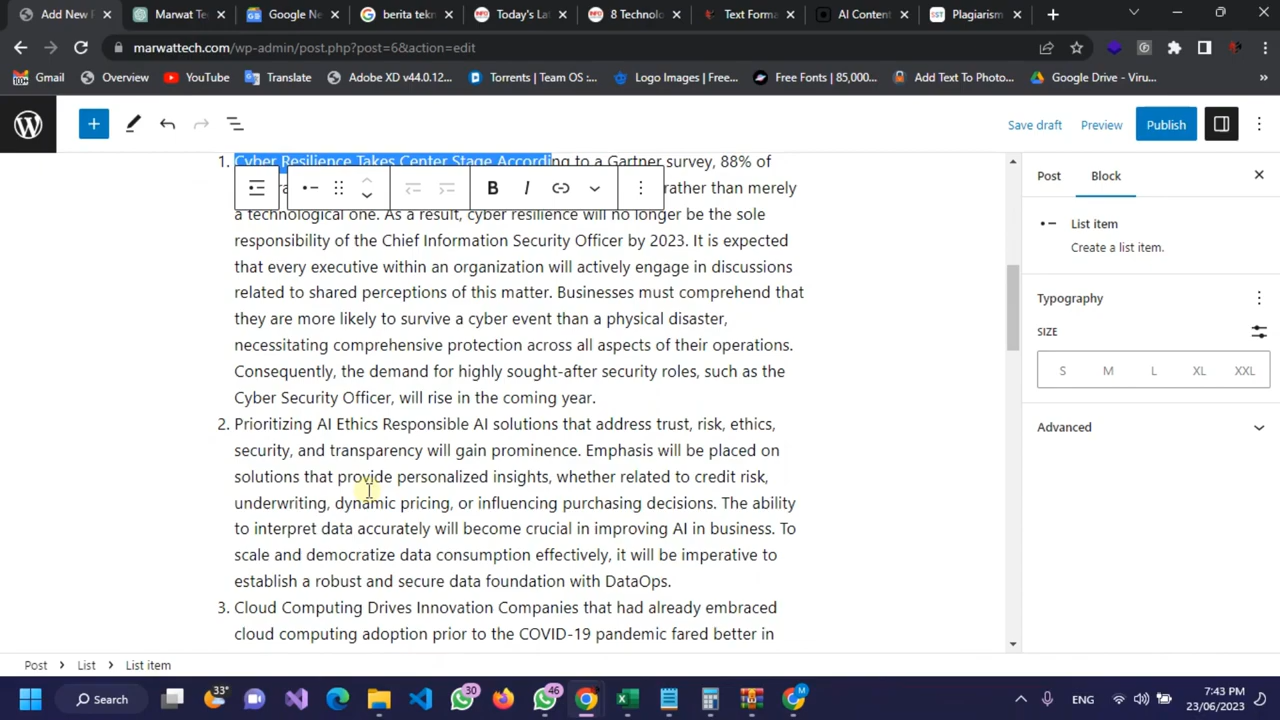 Add New P
Marwat Tec
Google Ne
berita tekn
Today's Lat
8 Technolo
Text Forma
AI Content
Plagiarism
marwattech.com/wp-admin/post.php?post=6&action=edit
Gmail
Overview
YouTube
Translate
Adobe XD v44.0.12...
Torrents | Team OS :...
Logo Images | Free...
Free Fonts | 85,000...
Add Text To Photo...
Google Drive - Viru...
»
Save draft
Preview
Publish
1. Cyber Resilience Takes Center Stage According to a Gartner survey, 88% of
rather than merely
a technological one. As a result, cyber resilience will no longer be the sole
responsibility of the Chief Information Security Officer by 2023. It is expected
that every executive within an organization will actively engage in discussions
related to shared perceptions of this matter. Businesses must comprehend that
they are more likely to survive a cyber event than a physical disaster,
necessitating comprehensive protection across all aspects of their operations.
Consequently, the demand for highly sought-after security roles, such as the
Cyber Security Officer, will rise in the coming year.
2. Prioritizing AI Ethics Responsible AI solutions that address trust, risk, ethics,
security, and transparency will gain prominence. Emphasis will be placed on
solutions that provide personalized insights, whether related to credit risk,
underwriting, dynamic pricing, or influencing purchasing decisions. The ability
to interpret data accurately will become crucial in improving AI in business. To
scale and democratize data consumption effectively, it will be imperative to
establish a robust and secure data foundation with DataOps.
3. Cloud Computing Drives Innovation Companies that had already embraced
cloud computing adoption prior to the COVID-19 pandemic fared better in
B
I
Post
Block
List item
Create a list item.
Typography
SIZE
S
M
L
XL
XXL
Advanced
Post
List
List item
Search
33°
30
46
ENG
7:43 PM
23/06/2023